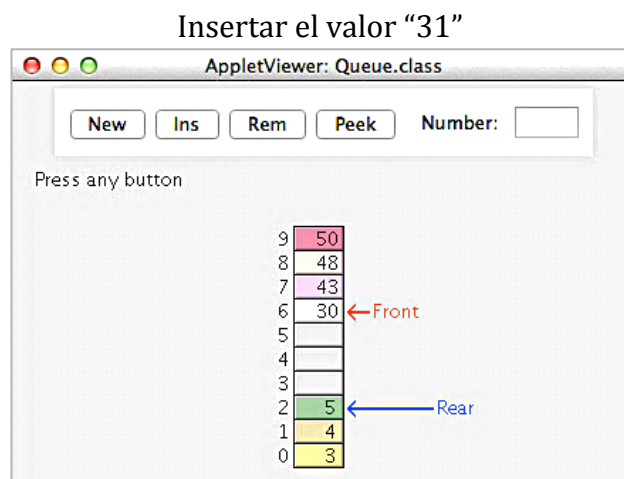 Insertar el valor “31”
AppletViewer: Queue.class
New Ins Rem Peek Number:
Press any button
9 50
8 48
7 43
6 30 Front
5
4
3
2 5 Rear
1 4
0 3